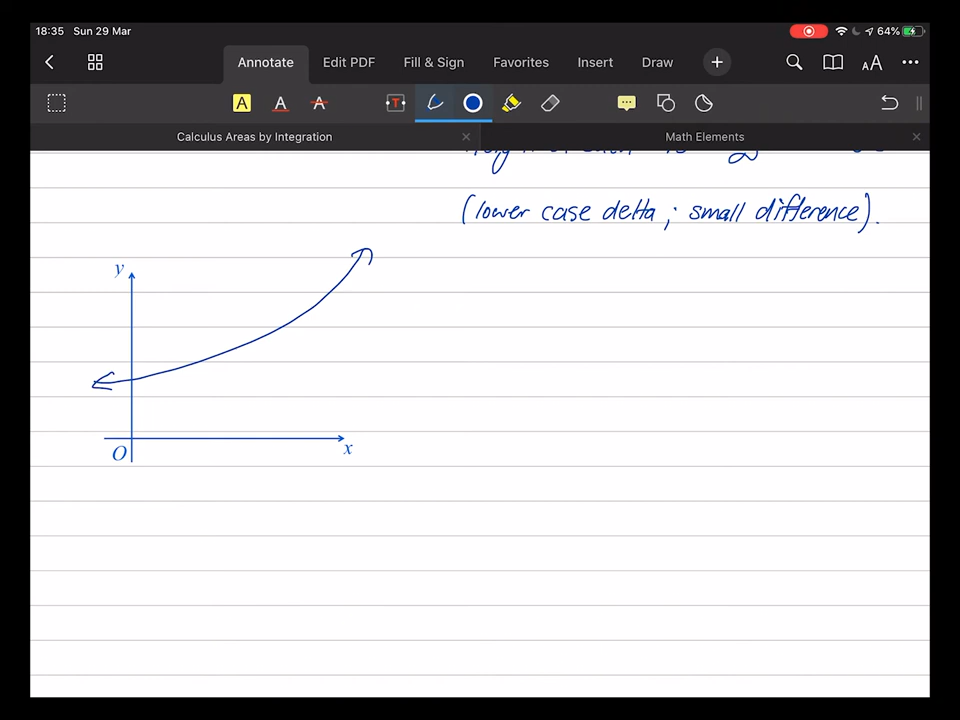 18:35 Sun 29 Mar 64%
Annotate Edit PDF Fill & Sign Favorites Insert Draw
A A A T
Calculus Areas by Integration Math Elements
(lower case delta ; small difference).
y
O
x